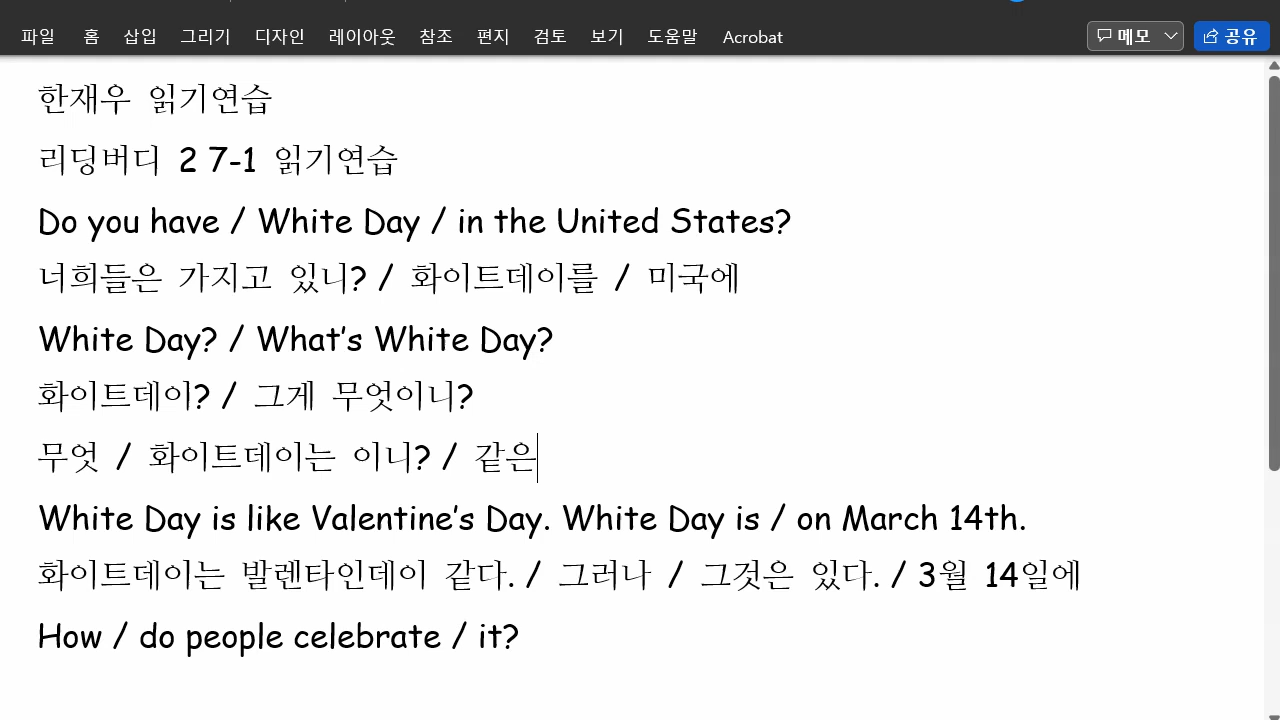 파일 홈 삽입 그리기 디자인 레이아웃 참조 편지 검토 보기 도움말 Acrobat 메모 공유
한재우 읽기연습
리딩버디 2 7-1 읽기연습
Do you have / White Day / in the United States?
너희들은 가지고 있니? / 화이트데이를 / 미국에
White Day? / What's White Day?
화이트데이? / 그게 무엇이니?
무엇 / 화이트데이는 이니? / 같은
White Day is like Valentine's Day. White Day is / on March 14th.
화이트데이는 발렌타인데이 같다. / 그러나 / 그것은 있다. / 3월 14일에
How / do people celebrate / it?